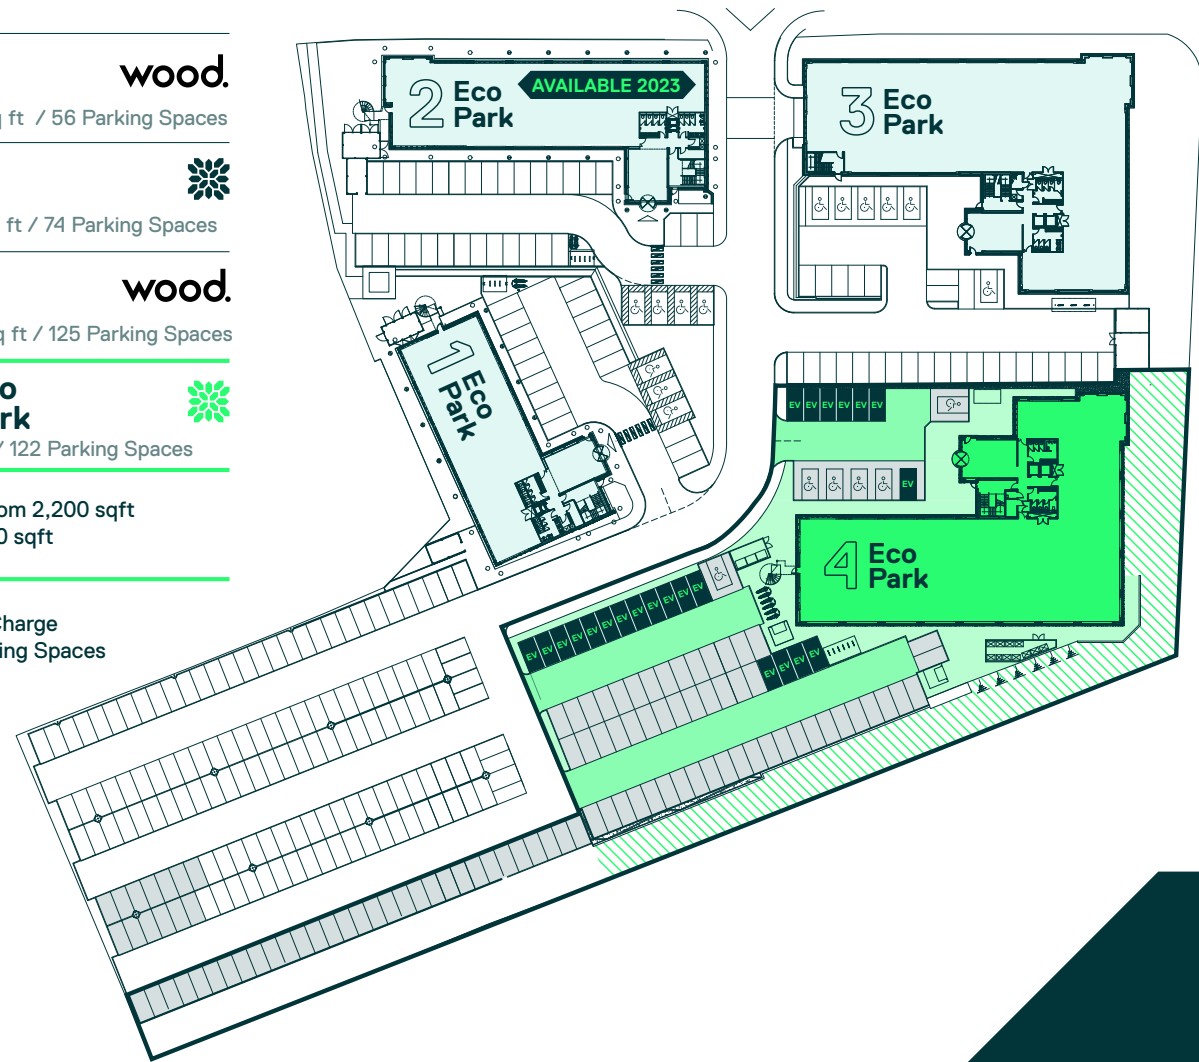 wood.
q ft / 56 Parking Spaces
ft / 74 Parking Spaces
wood.
q ft / 125 Parking Spaces
o
rk
/ 122 Parking Spaces
om 2,200 sqft
0 sqft
Charge
ing Spaces
2 Eco
Park
AVAILABLE 2023
3 Eco
Park
1 Eco
Park
EV EV EV EV EV EV
EV
4 Eco
Park
EV EV EV EV EV EV EV EV EV EV EV EV
EV EV EV EV